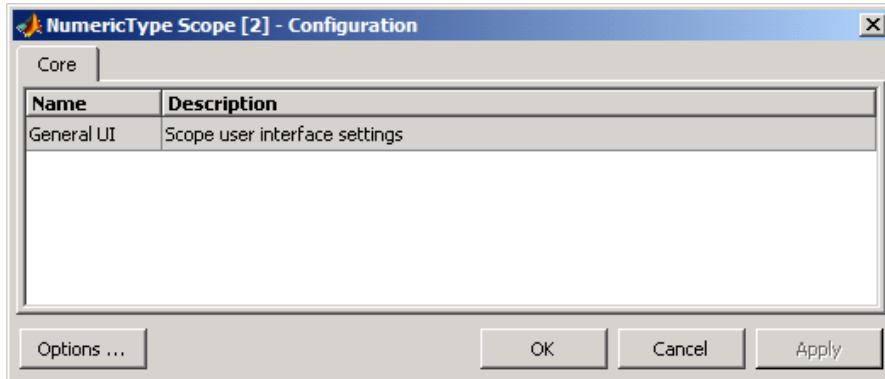 NumericType Scope [2] - Configuration
Core
Name Description
General UI Scope user interface settings
Options ... OK Cancel Apply